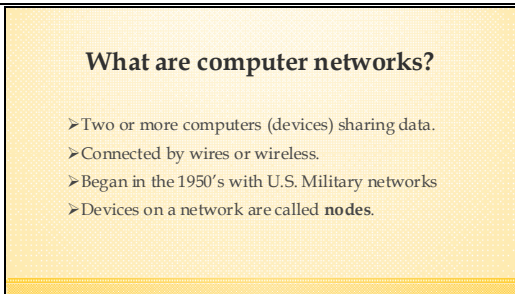 What are computer networks?
➢Two or more computers (devices) sharing data.
➢Connected by wires or wireless.
➢Began in the 1950’s with U.S. Military networks
➢Devices on a network are called nodes.